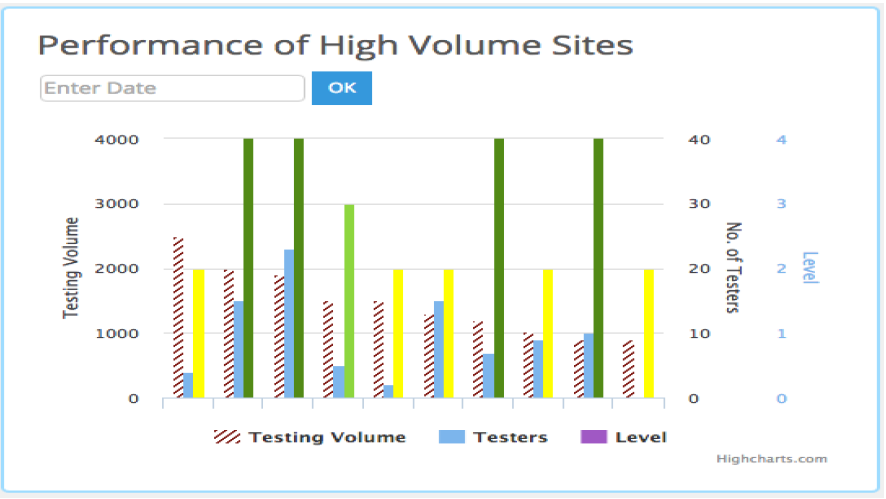 Performance of High Volume Sites
Enter Date
OK
4000
3000
2000
1000
0
Testing Volume
40
30
20
10
0
No. of Testers
4
3
2
1
0
Level
Testing Volume Testers Level
Highcharts.com